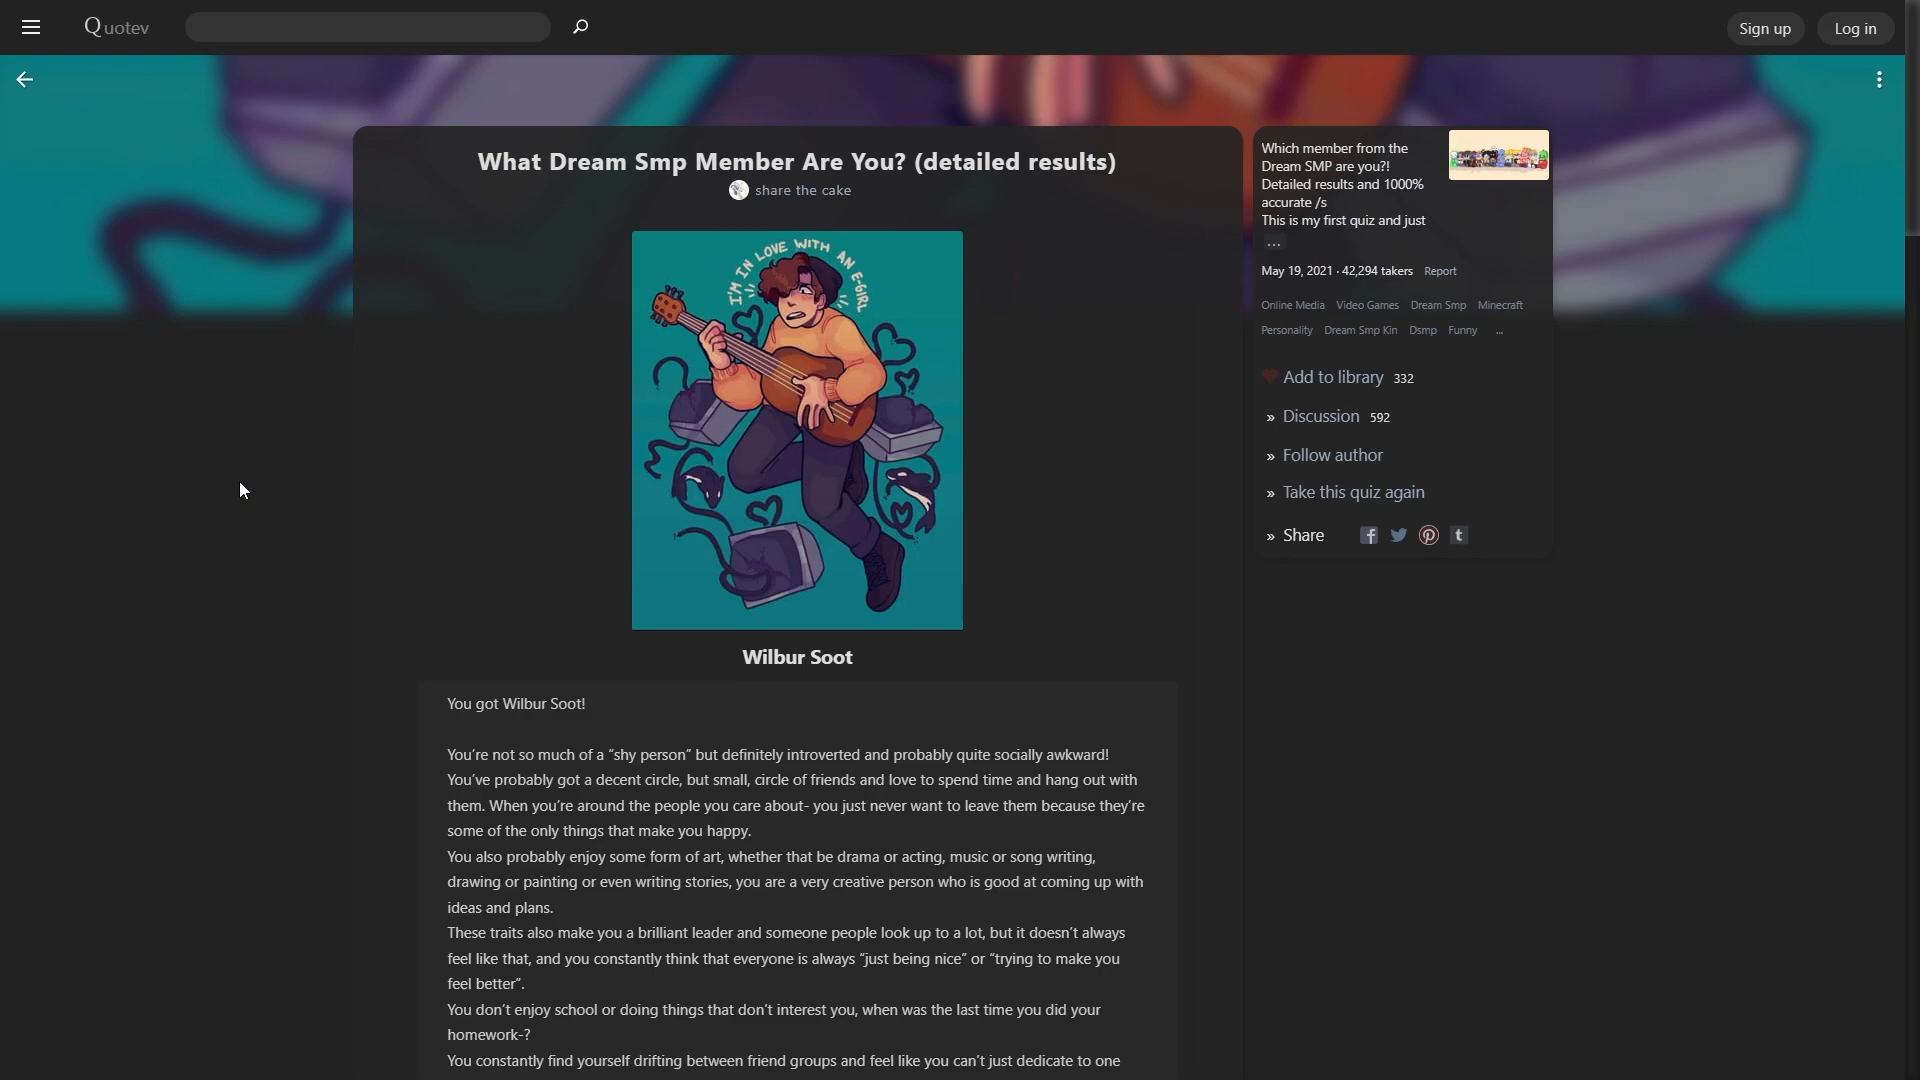 Quotev
Sign up
Log in
What Dream Smp Member Are You? (detailed results)
share the cake
I'M IN LOVE WITH AN E-GIRL
Wilbur Soot
You got Wilbur Soot!
You’re not so much of a “shy person” but definitely introverted and probably quite socially awkward!
You’ve probably got a decent circle, but small, circle of friends and love to spend time and hang out with
them. When you’re around the people you care about- you just never want to leave them because they’re
some of the only things that make you happy.
You also probably enjoy some form of art, whether that be drama or acting, music or song writing,
drawing or painting or even writing stories, you are a very creative person who is good at coming up with
ideas and plans.
These traits also make you a brilliant leader and someone people look up to a lot, but it doesn’t always
feel like that, and you constantly think that everyone is always “just being nice” or “trying to make you
feel better”.
You don’t enjoy school or doing things that don’t interest you, when was the last time you did your
homework-?
You constantly find yourself drifting between friend groups and feel like you can’t just dedicate to one
Which member from the
Dream SMP are you?!
Detailed results and 1000%
accurate /s
This is my first quiz and just
...
May 19, 2021 · 42,294 takers Report
Online Media Video Games Dream Smp Minecraft
Personality Dream Smp Kin Dsmp Funny ...
Add to library 332
» Discussion 592
» Follow author
» Take this quiz again
» Share